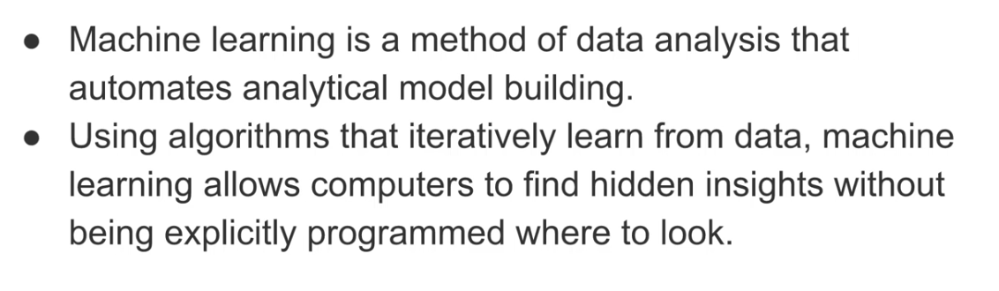 ● Machine learning is a method of data analysis that
automates analytical model building.
● Using algorithms that iteratively learn from data, machine
learning allows computers to find hidden insights without
being explicitly programmed where to look.